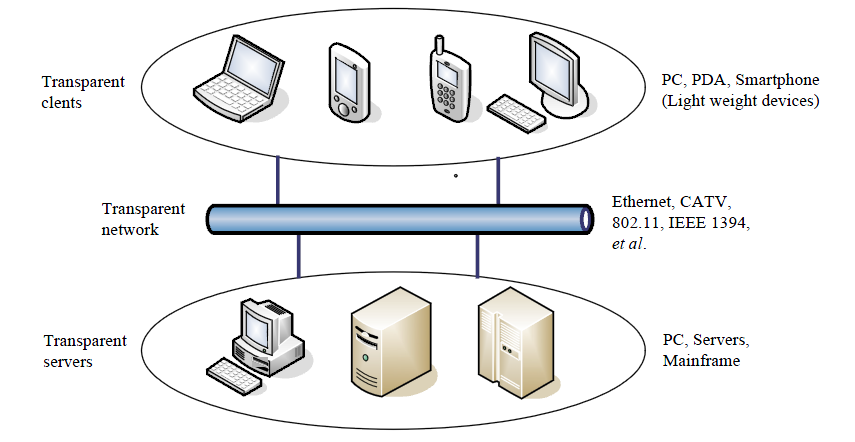 Transparent
clents
PC, PDA, Smartphone
(Light weight devices)
Transparent
network
Ethernet, CATV,
802.11, IEEE 1394,
et al.
Transparent
servers
PC, Servers,
Mainframe